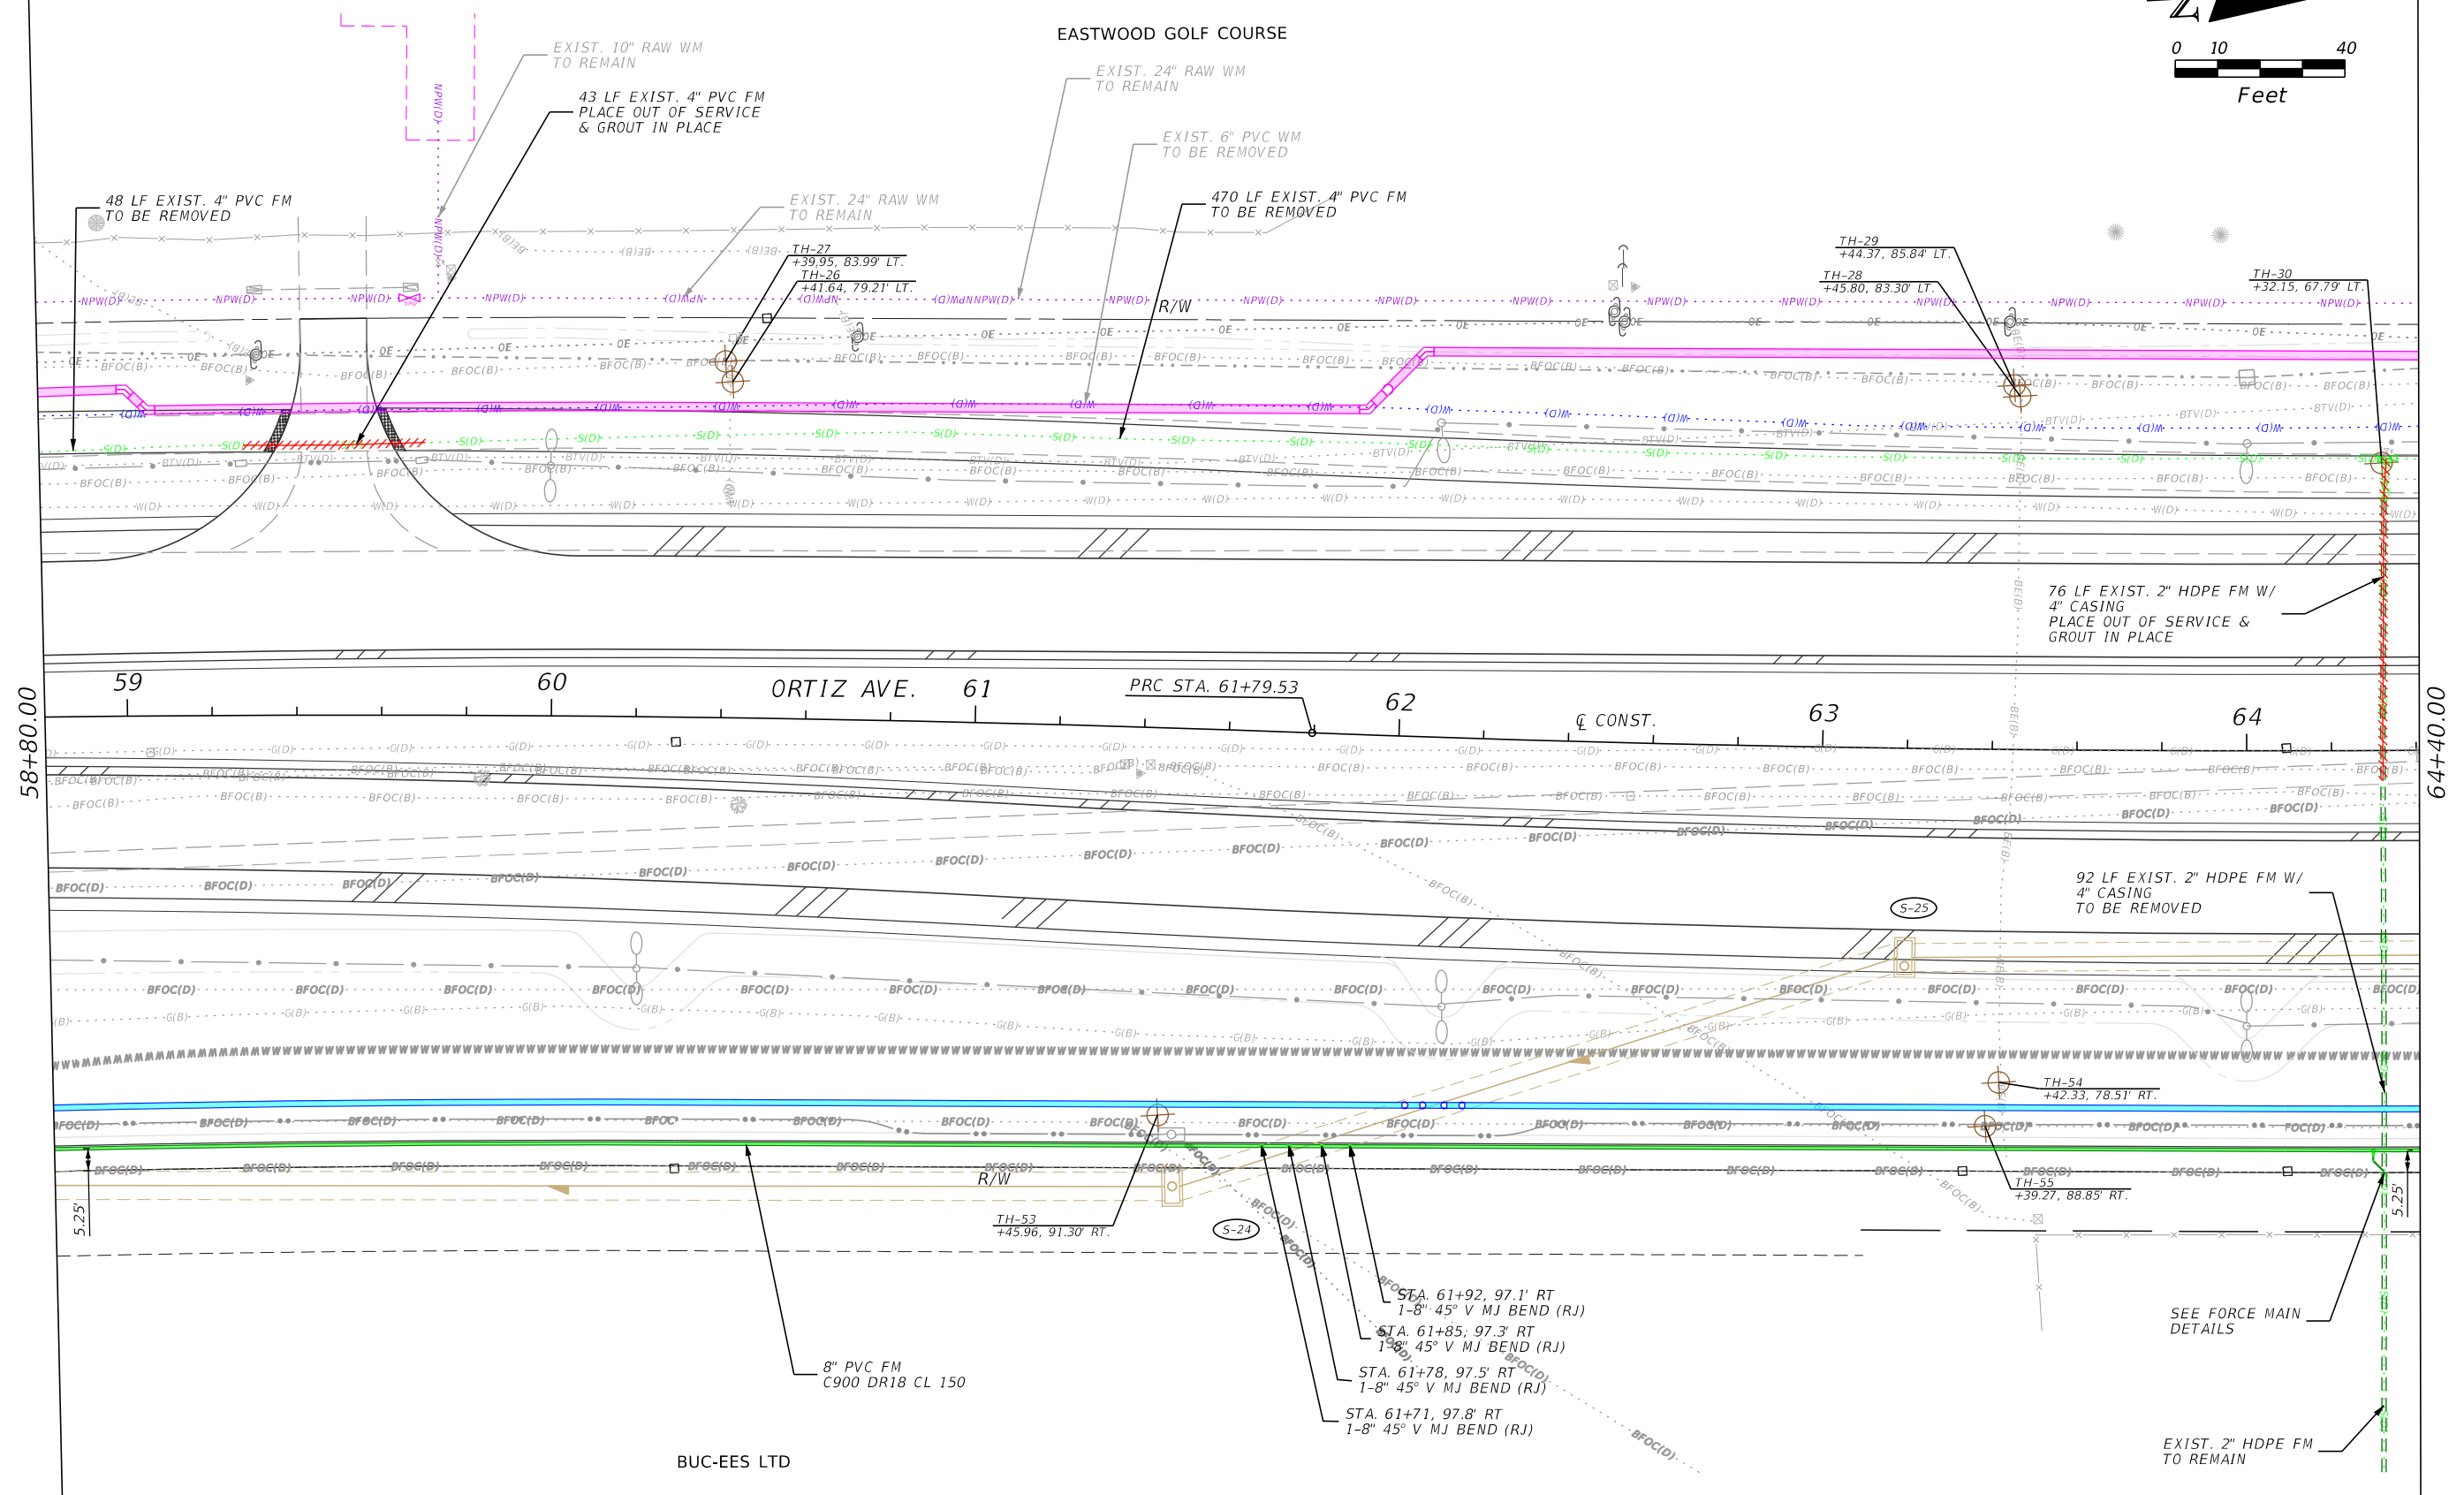 EASTWOOD GOLF COURSE
0 10 40
Feet
EXIST. 10" RAW WM
TO REMAIN
43 LF EXIST. 4" PVC FM
PLACE OUT OF SERVICE
& GROUT IN PLACE
EXIST. 24" RAW WM
TO REMAIN
EXIST. 6" PVC WM
TO BE REMOVED
48 LF EXIST. 4" PVC FM
TO BE REMOVED
EXIST. 24" RAW WM
TO REMAIN
470 LF EXIST. 4" PVC FM
TO BE REMOVED
TH-27
+39.95, 83.99' LT.
TH-26
+41.64, 79.21' LT.
TH-29
+44.37, 85.84' LT.
TH-28
+45.80, 83.30' LT.
TH-30
+32.15, 67.79' LT.
NPW(D)
R/W
OE
BE(B)
BFOC(B)
W(D)
S(D)
BTV(D)
76 LF EXIST. 2" HDPE FM W/
4" CASING
PLACE OUT OF SERVICE &
GROUT IN PLACE
58+80.00
59
60
ORTIZ AVE.
61
PRC STA. 61+79.53
62
℄ CONST.
63
64
64+40.00
G(D)
BFOC(B)
BFOC(D)
92 LF EXIST. 2" HDPE FM W/
4" CASING
TO BE REMOVED
S-25
G(B)
TH-54
+42.33, 78.51' RT.
TH-55
+39.27, 88.85' RT.
5.25'
R/W
TH-53
+45.96, 91.30' RT.
S-24
5.25'
STA. 61+92, 97.1' RT
1-8" 45° V MJ BEND (RJ)
STA. 61+85, 97.3' RT
1-8" 45° V MJ BEND (RJ)
STA. 61+78, 97.5' RT
1-8" 45° V MJ BEND (RJ)
STA. 61+71, 97.8' RT
1-8" 45° V MJ BEND (RJ)
8" PVC FM
C900 DR18 CL 150
SEE FORCE MAIN
DETAILS
EXIST. 2" HDPE FM
TO REMAIN
BUC-EES LTD